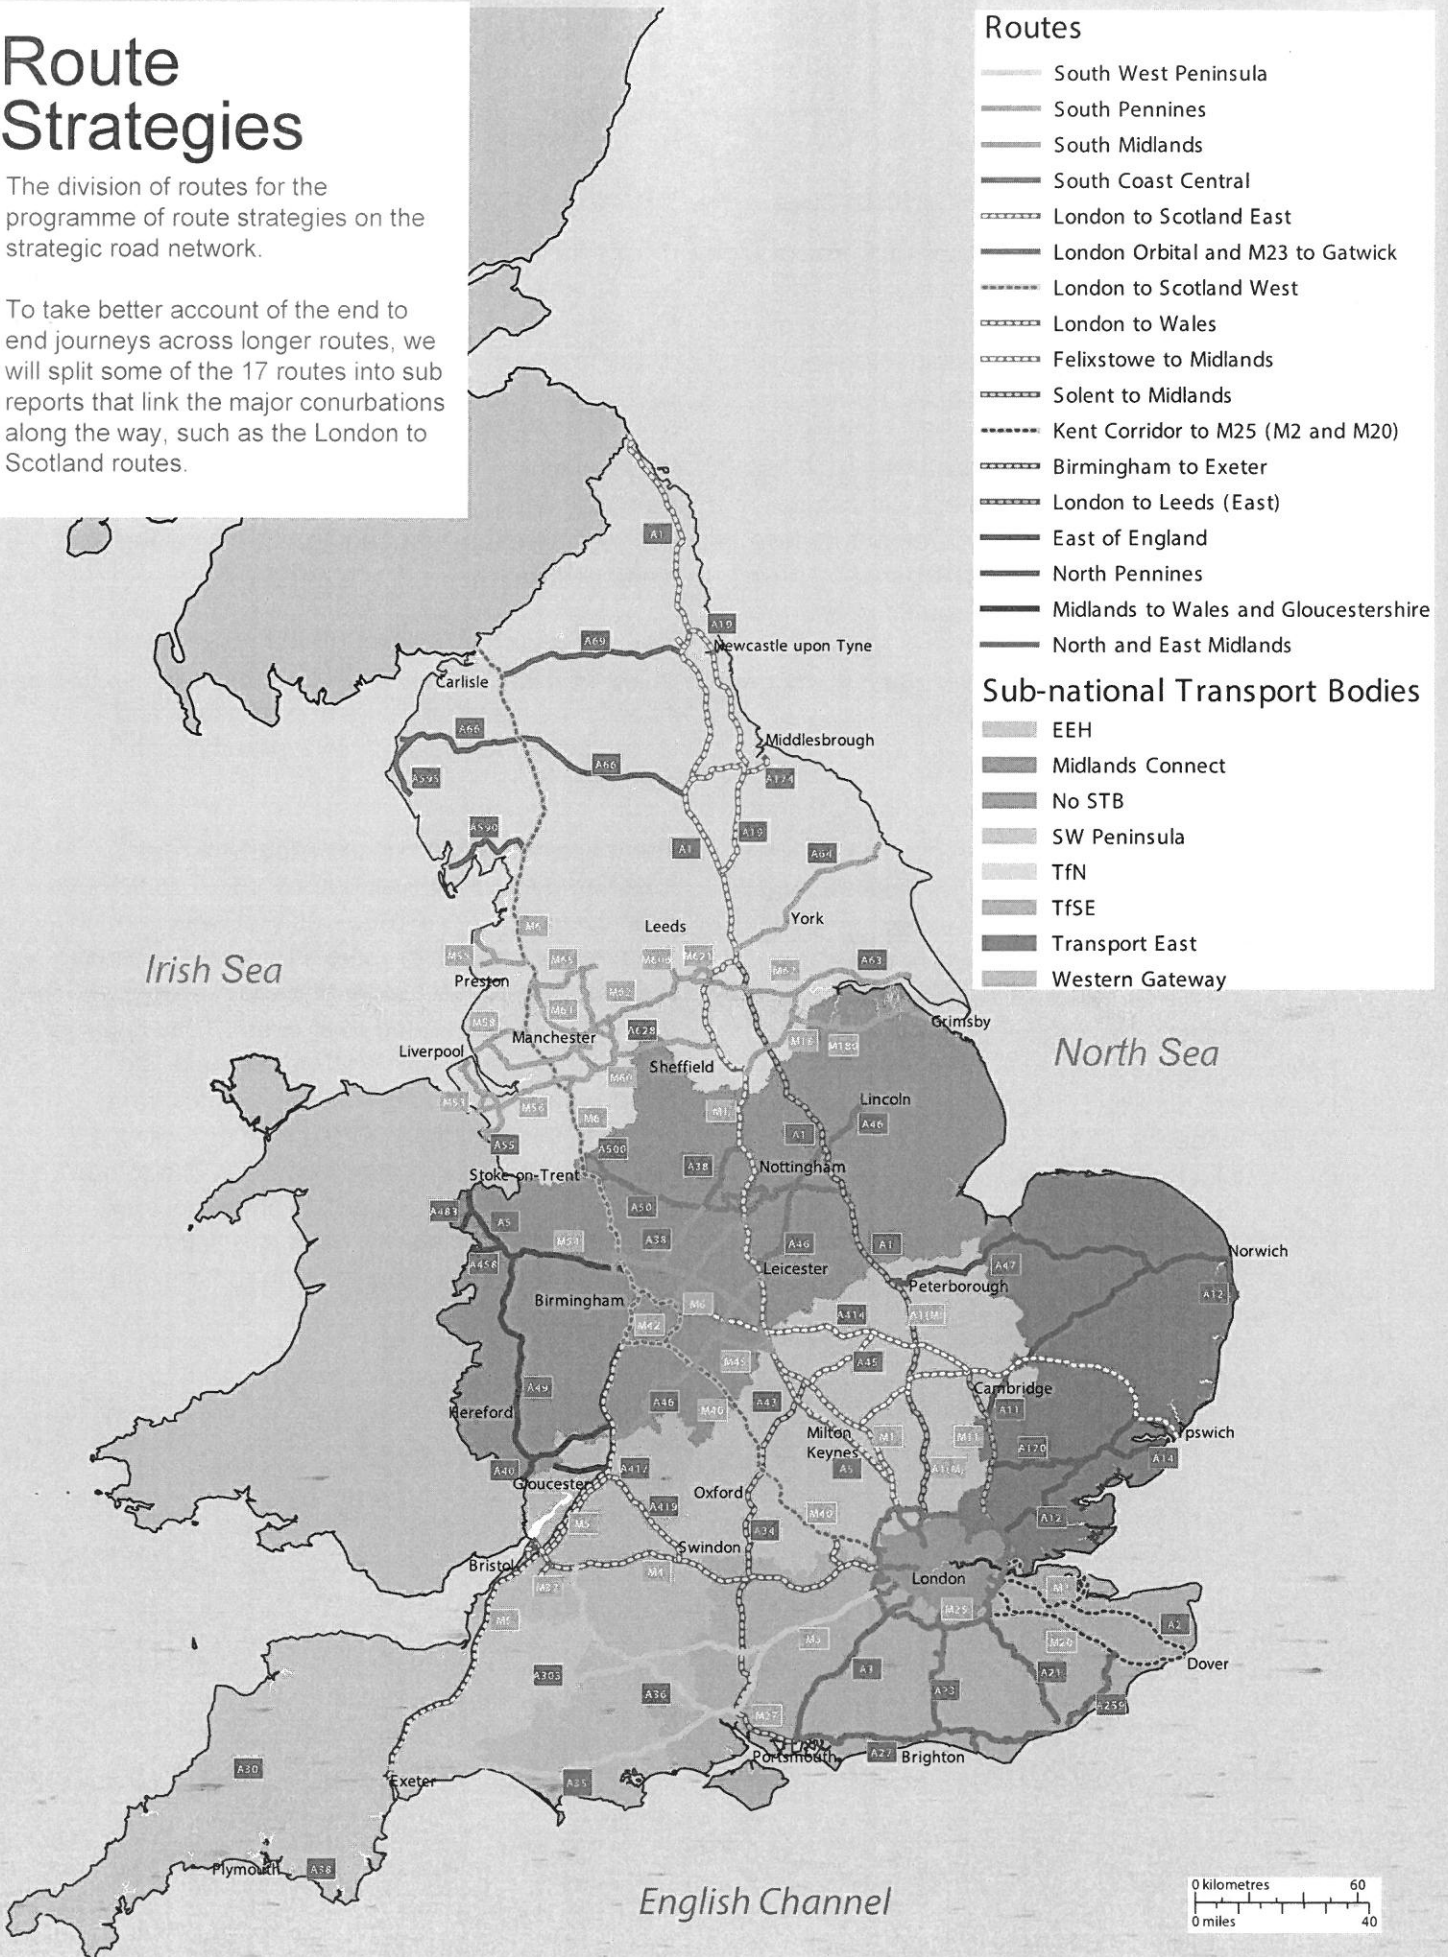 Route
Strategies
The division of routes for the
programme of route strategies on the
strategic road network.
To take better account of the end to
end journeys across longer routes, we
will split some of the 17 routes into sub
reports that link the major conurbations
along the way, such as the London to
Scotland routes.
Routes
South West Peninsula
South Pennines
South Midlands
South Coast Central
London to Scotland East
London Orbital and M23 to Gatwick
London to Scotland West
London to Wales
Felixstowe to Midlands
Solent to Midlands
Kent Corridor to M25 (M2 and M20)
Birmingham to Exeter
London to Leeds (East)
East of England
North Pennines
Midlands to Wales and Gloucestershire
North and East Midlands
Sub-national Transport Bodies
EEH
Midlands Connect
No STB
SW Peninsula
TfN
TfSE
Transport East
Western Gateway
A1
A19
A69
Newcastle upon Tyne
Carlisle
A66
Middlesbrough
A66
A595
A174
A590
A19
A1
A64
York
Leeds
M6
M55
M65
M621
M62
A63
Irish Sea
Preston
M62
M61
M58
Grimsby
Manchester
A628
M180
Liverpool
Sheffield
North Sea
M60
M53
M56
M6
M1
Lincoln
A46
A1
A55
A500
Stoke-on-Trent
A38
Nottingham
A483
A5
A50
M54
A38
A46
A1
Norwich
A458
Leicester
A47
Peterborough
A12
Birmingham
M6
A14
M42
M45
A45
A49
Cambridge
Hereford
A46
M40
A43
A11
Milton
Keynes
M1
M11
Ipswich
A120
A14
A40
A417
A5
Gloucester
Oxford
A419
M40
M5
A34
A12
Swindon
Bristol
M4
London
M32
M2
M5
M25
A2
M3
M20
A303
A3
A21
Dover
A36
A23
A259
M27
Portsmouth
A27
Brighton
A30
Exeter
A35
Plymouth
A38
English Channel
0 kilometres 60
0 miles 40